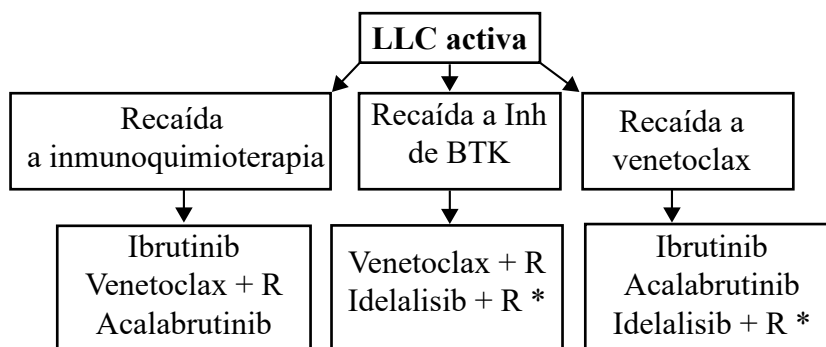 LLC activa
Recaída
a inmunoquimioterapia
Recaída a Inh
de BTK
Recaída a
venetoclax
Ibrutinib
Venetoclax + R
Acalabrutinib
Venetoclax + R
Idelalisib + R *
Ibrutinib
Acalabrutinib
Idelalisib + R *